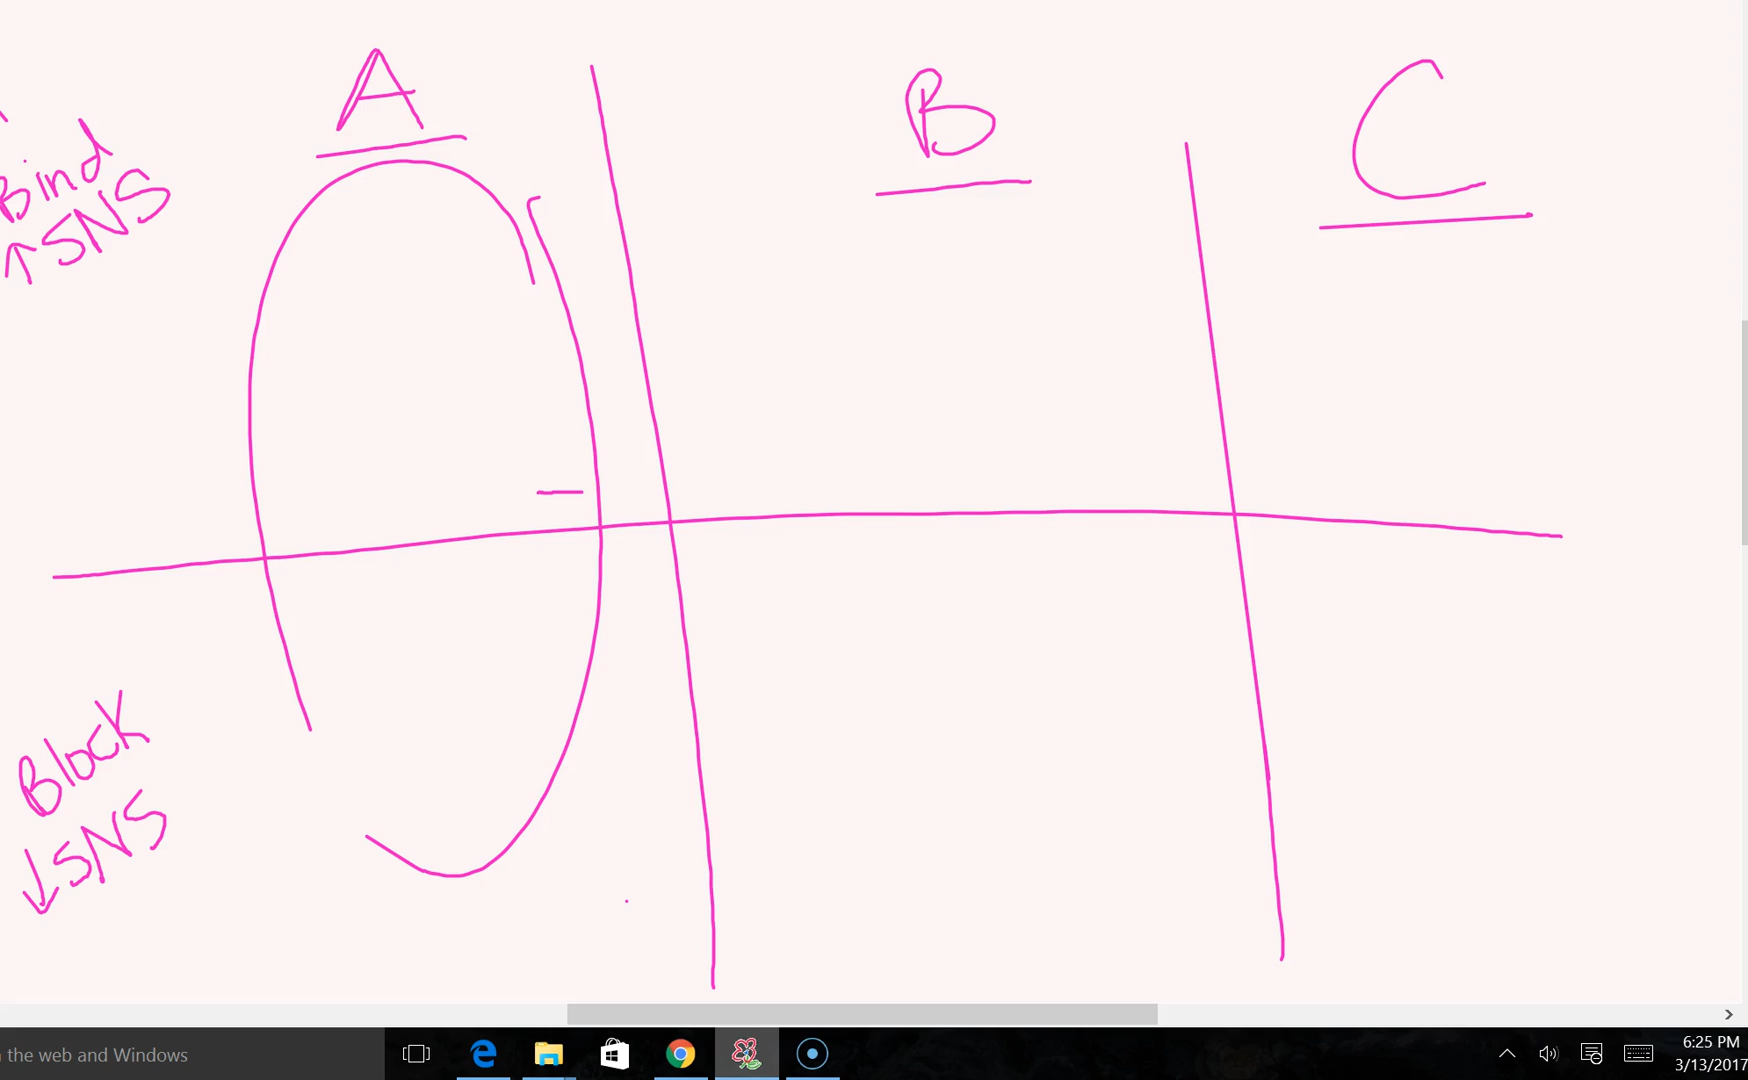 A
B
C
Bind
↑SNS
Block
↓SNS
the web and Windows
6:25 PM
3/13/2017